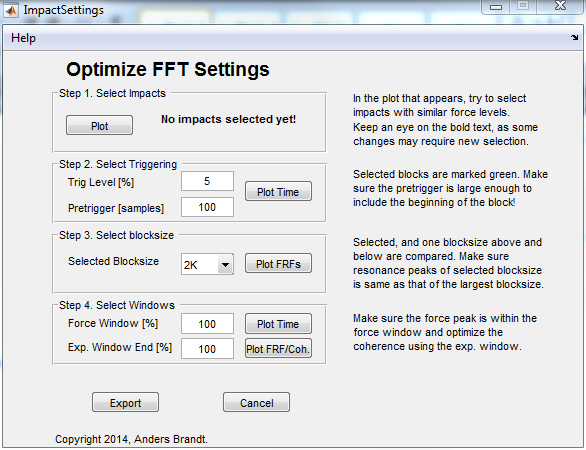 ImpactSettings
Help
Optimize FFT Settings
Step 1. Select Impacts
Plot
No impacts selected yet!
In the plot that appears, try to select
impacts with similar force levels.
Keep an eye on the bold text, as some
changes may require new selection.
Step 2. Select Triggering
Trig Level [%]
5
Plot Time
Pretrigger [samples]
100
Selected blocks are marked green. Make
sure the pretrigger is large enough to
include the beginning of the block!
Step 3. Select blocksize
Selected Blocksize
2K
Plot FRFs
Selected, and one blocksize above and
below are compared. Make sure
resonance peaks of selected blocksize
is same as that of the largest blocksize.
Step 4. Select Windows
Force Window [%]
100
Plot Time
Exp. Window End [%]
100
Plot FRF/Coh.
Make sure the force peak is within the
force window and optimize the
coherence using the exp. window.
Export
Cancel
Copyright 2014, Anders Brandt.